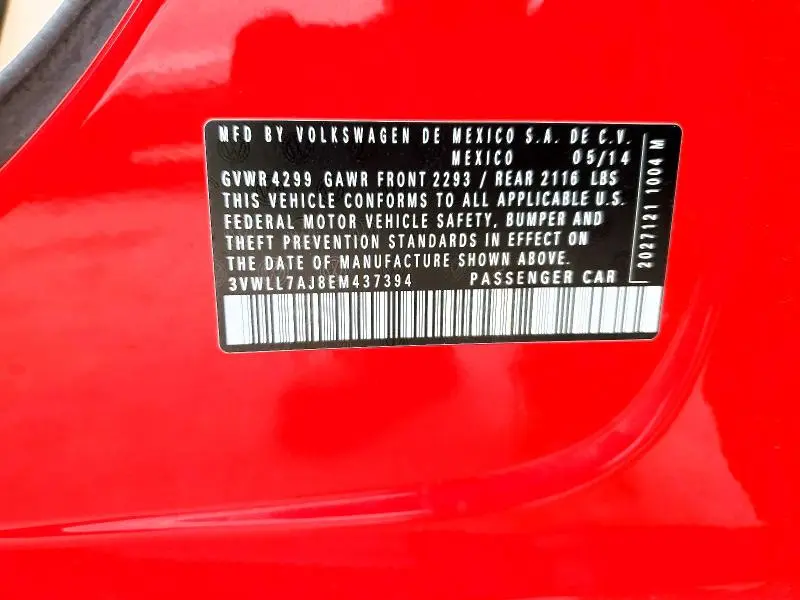 MFD BY VOLKSWAGEN DE MEXICO S.A. DE C.V.
MEXICO 05/14
GVWR 4299 GAWR FRONT 2293 / REAR 2116 LBS
THIS VEHICLE CONFORMS TO ALL APPLICABLE U.S.
FEDERAL MOTOR VEHICLE SAFETY, BUMPER AND
THEFT PREVENTION STANDARDS IN EFFECT ON
THE DATE OF MANUFACTURE SHOWN ABOVE.
3VWLL7AJ8EM437394 PASSENGER CAR
2027121 1004 M